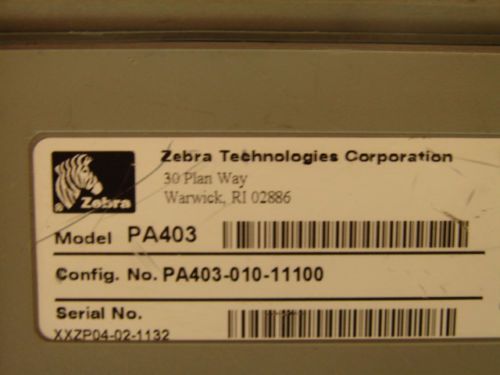 Zebra Technologies Corporation
30 Plan Way
Warwick, RI 02886
® Zebra
Model PA403
Config. No. PA403-010-11100
Serial No.
XXZP04-02-1132